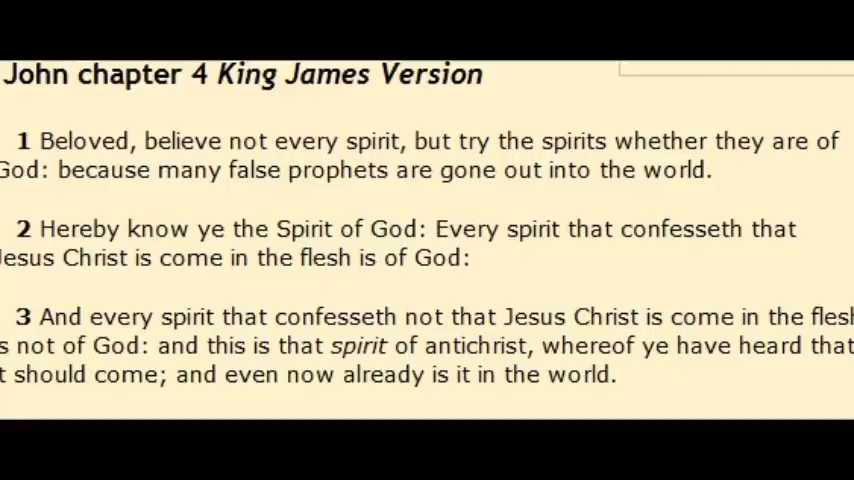 John chapter 4 King James Version
1 Beloved, believe not every spirit, but try the spirits whether they are of
God: because many false prophets are gone out into the world.
2 Hereby know ye the Spirit of God: Every spirit that confesseth that
Jesus Christ is come in the flesh is of God:
3 And every spirit that confesseth not that Jesus Christ is come in the flesh
s not of God: and this is that spirit of antichrist, whereof ye have heard that
t should come; and even now already is it in the world.